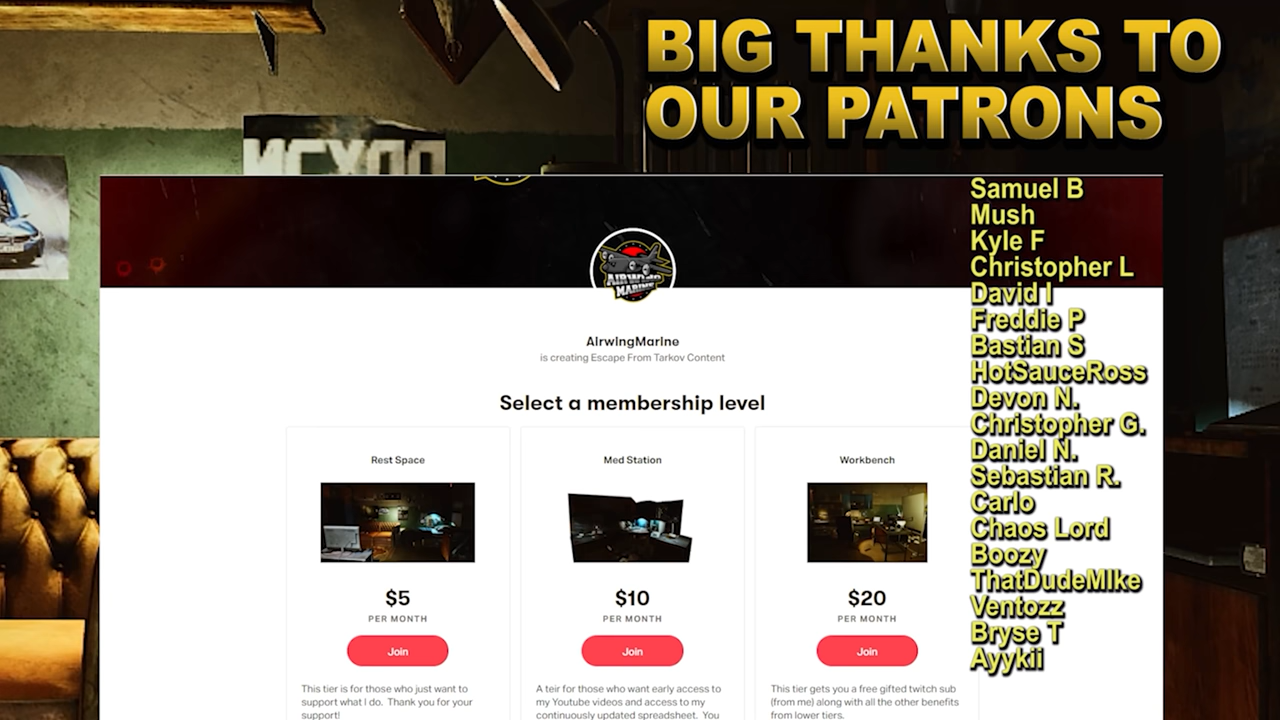 BIG THANKS TO
OUR PATRONS
AIRWING
MARINE
AirwingMarine
is creating Escape From Tarkov Content
Select a membership level
Rest Space
$5
PER MONTH
Join
This tier is for those who just want to
support what I do. Thank you for your
support!
Med Station
$10
PER MONTH
Join
A teir for those who want early access to
my Youtube videos and access to my
continuously updated spreadsheet. You
Workbench
$20
PER MONTH
Join
This tier gets you a free gifted twitch sub
(from me) along with all the other benefits
from lower tiers.
Samuel B
Mush
Kyle F
Christopher L
David I
Freddie P
Bastian S
HotSauceRoss
Devon N.
Christopher G.
Daniel N.
Sebastian R.
Carlo
Chaos Lord
Boozy
ThatDudeMIke
Ventozz
Bryse T
Ayykii